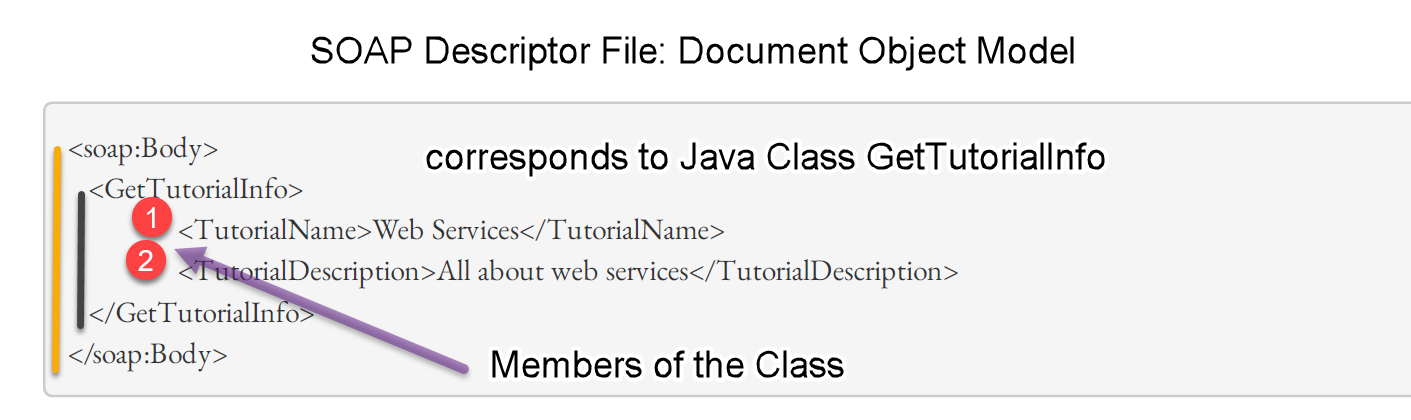 SOAP Descriptor File: Document Object Model
<soap:Body>
corresponds to Java Class GetTutorialInfo
<GetTutorialInfo>
1
<TutorialName>Web Services</TutorialName>
2
<TutorialDescription>All about web services</TutorialDescription>
</GetTutorialInfo>
</soap:Body>
Members of the Class